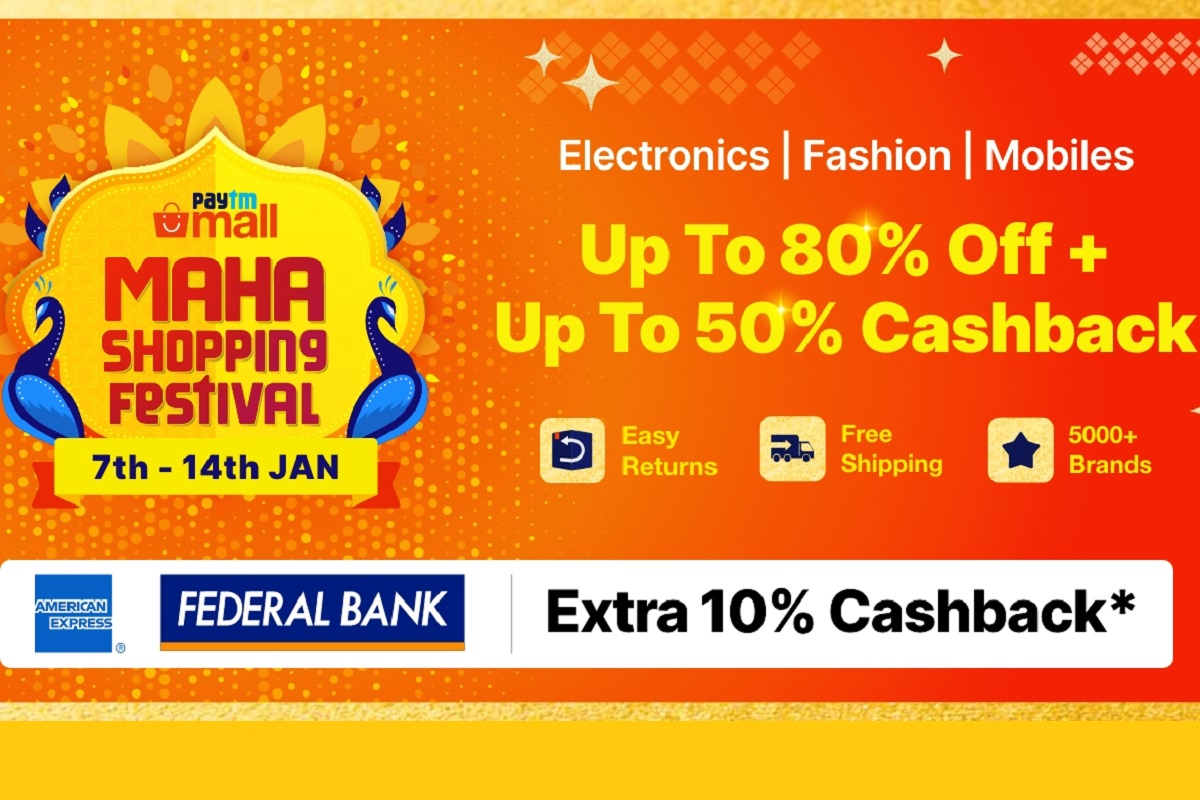 paytm
mall
MAHA
SHOPPING
FESTIVAL
7th - 14th JAN
Electronics | Fashion | Mobiles
Up To 80% Off +
Up To 50% Cashback
Easy
Returns
Free
Shipping
5000+
Brands
AMERICAN
EXPRESS
®
FEDERAL BANK
Extra 10% Cashback*